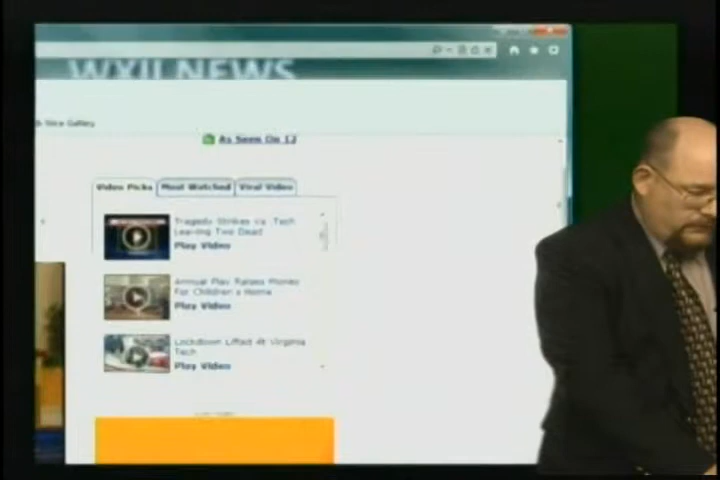 WXII NEWS
As Seen On 12
Video Picks Most Watched Viral Video
Tragedy Strikes Va. Tech
Leaving Two Dead
Play Video
Annual Play Raises Money
For Children's Home
Play Video
Lockdown Lifted At Virginia
Tech
Play Video